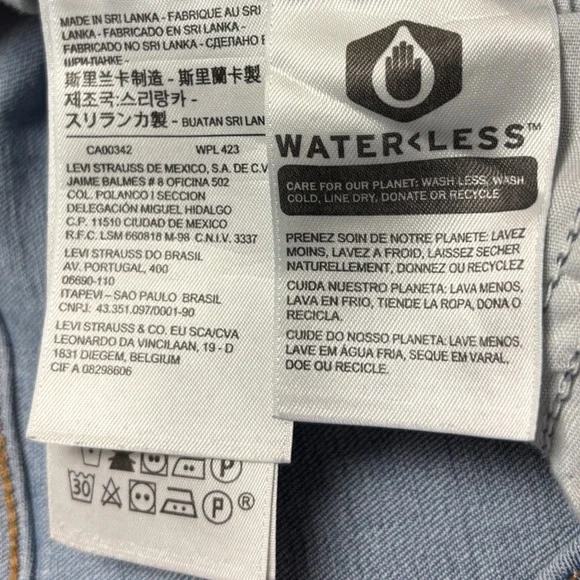 MADE IN SRI LANKA - FABRIQUE AU SRI
LANKA - FABRICADO EN SRI LANKA -
FABRICADO NO SRI LANKA - СДЕЛАНО В
ШРИ-ЛАНКЕ -
斯里兰卡制造 - 斯里蘭卡製
제조국:스리랑카 -
スリランカ製 - BUATAN SRI LAN
CA00342 WPL 423
LEVI STRAUSS DE MEXICO, S.A. DE C.V
JAIME BALMES # 8 OFICINA 502
COL. POLANCO I SECCION
DELEGACIÓN MIGUEL HIDALGO
C.P. 11510 CIUDAD DE MÉXICO
R.F.C. LSM 660818 M-98 C.N.I.V. 3337
LEVI STRAUSS DO BRASIL
AV. PORTUGAL, 400
06690-110
ITAPEVI – SAO PAULO BRASIL
CNPJ: 43.351.097/0001-90
LEVI STRAUSS & CO. EU SCA/CVA
LEONARDO DA VINCILAAN, 19 - D
1831 DIEGEM, BELGIUM
CIF A 08298606
WATER<LESS™
CARE FOR OUR PLANET: WASH LESS, WASH
COLD, LINE DRY, DONATE OR RECYCLE
PRENEZ SOIN DE NOTRE PLANETE: LAVEZ
MOINS, LAVEZ A FROID, LAISSEZ SECHER
NATURELLEMENT, DONNEZ OU RECYCLEZ
CUIDA NUESTRO PLANETA: LAVA MENOS,
LAVA EN FRIO, TIENDE LA ROPA, DONA O
RECICLA.
CUIDE DO NOSSO PLANETA: LAVE MENOS,
LAVE EM ÁGUA FRIA, SEQUE EM VARAL,
DOE OU RECICLE.
P
30 P ®